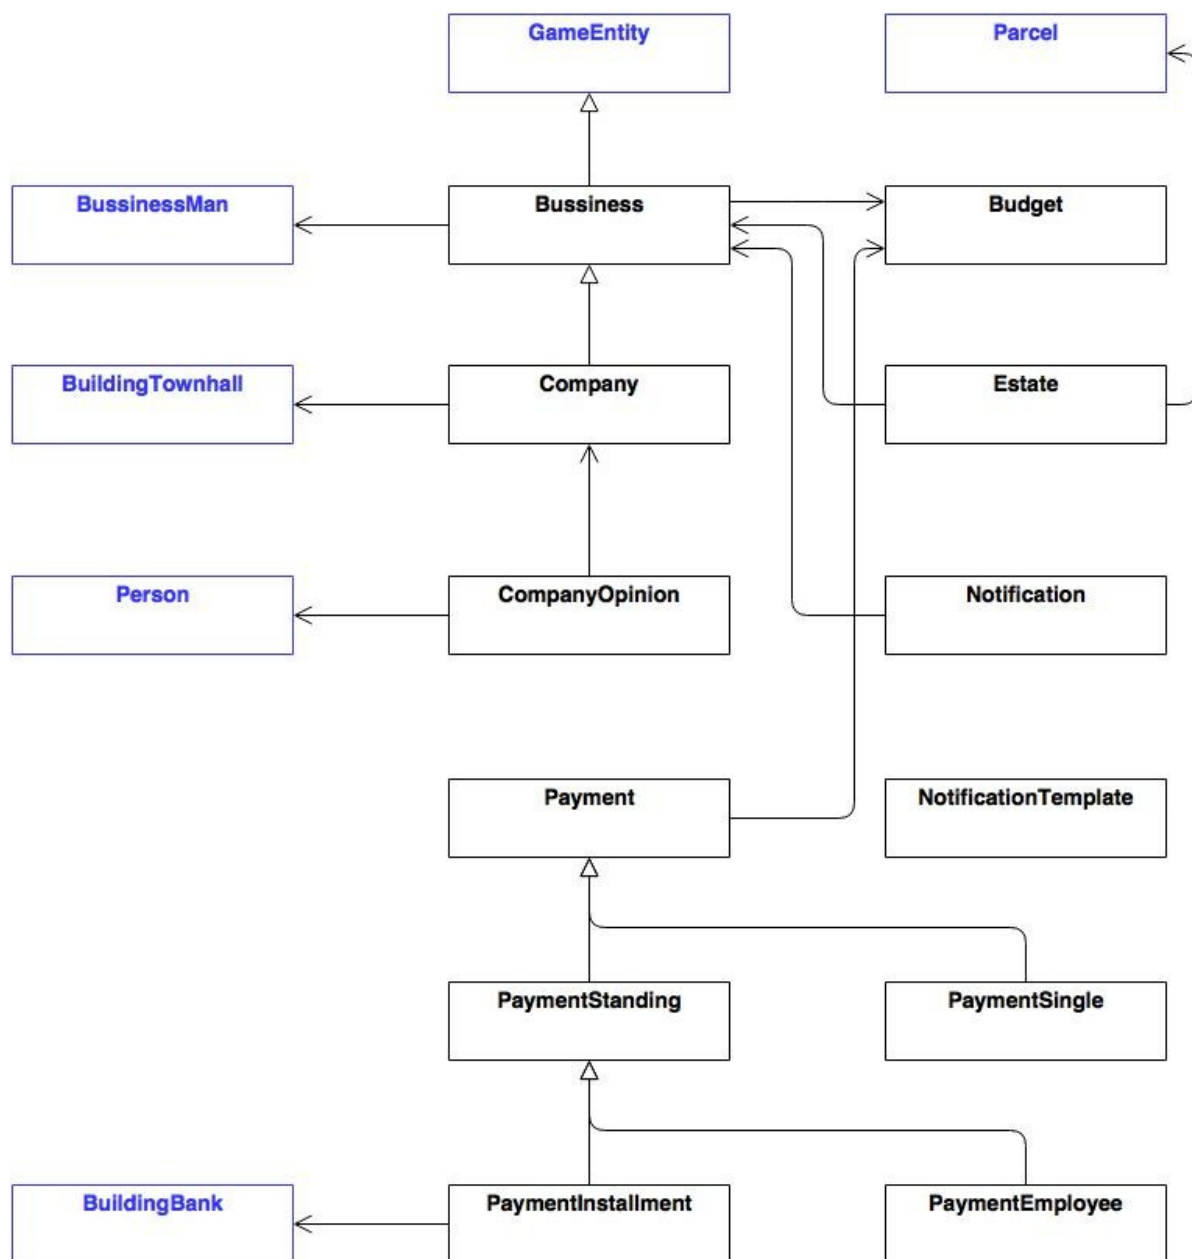 GameEntity
Parcel
BussinessMan
Bussiness
Budget
BuildingTownhall
Company
Estate
Person
CompanyOpinion
Notification
Payment
NotificationTemplate
PaymentStanding
PaymentSingle
BuildingBank
PaymentInstallment
PaymentEmployee